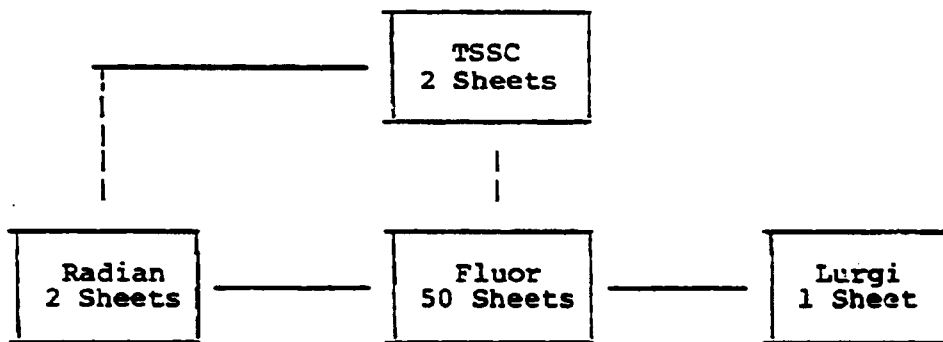 TSSC
2 Sheets
Radian
2 Sheets
Fluor
50 Sheets
Lurgi
1 Sheet